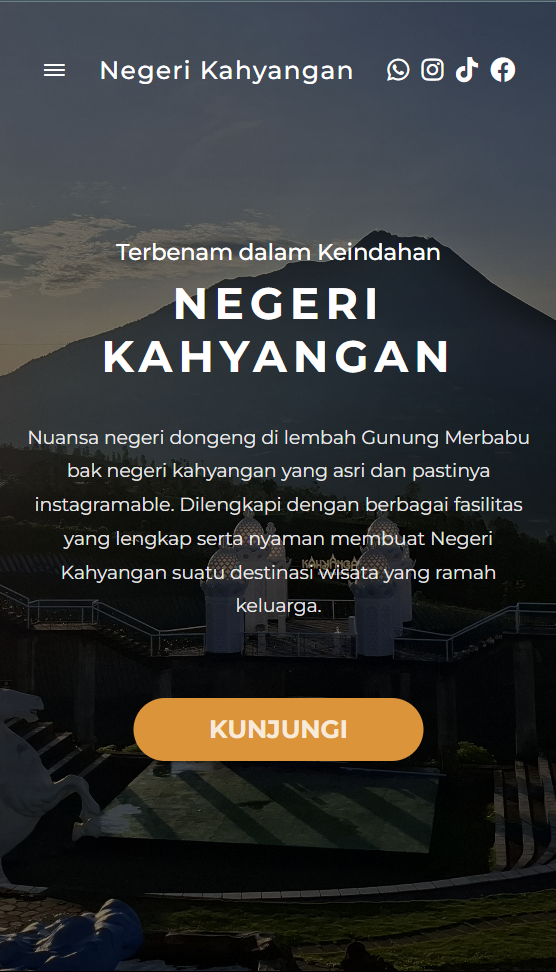 Negeri Kahyangan
Terbenam dalam Keindahan
NEGERI
KAHYANGAN
Nuansa negeri dongeng di lembah Gunung Merbabu
bak negeri kahyangan yang asri dan pastinya
instagramable. Dilengkapi dengan berbagai fasilitas
yang lengkap serta nyaman membuat Negeri
Kahyangan suatu destinasi wisata yang ramah
keluarga.
KUNJUNGI